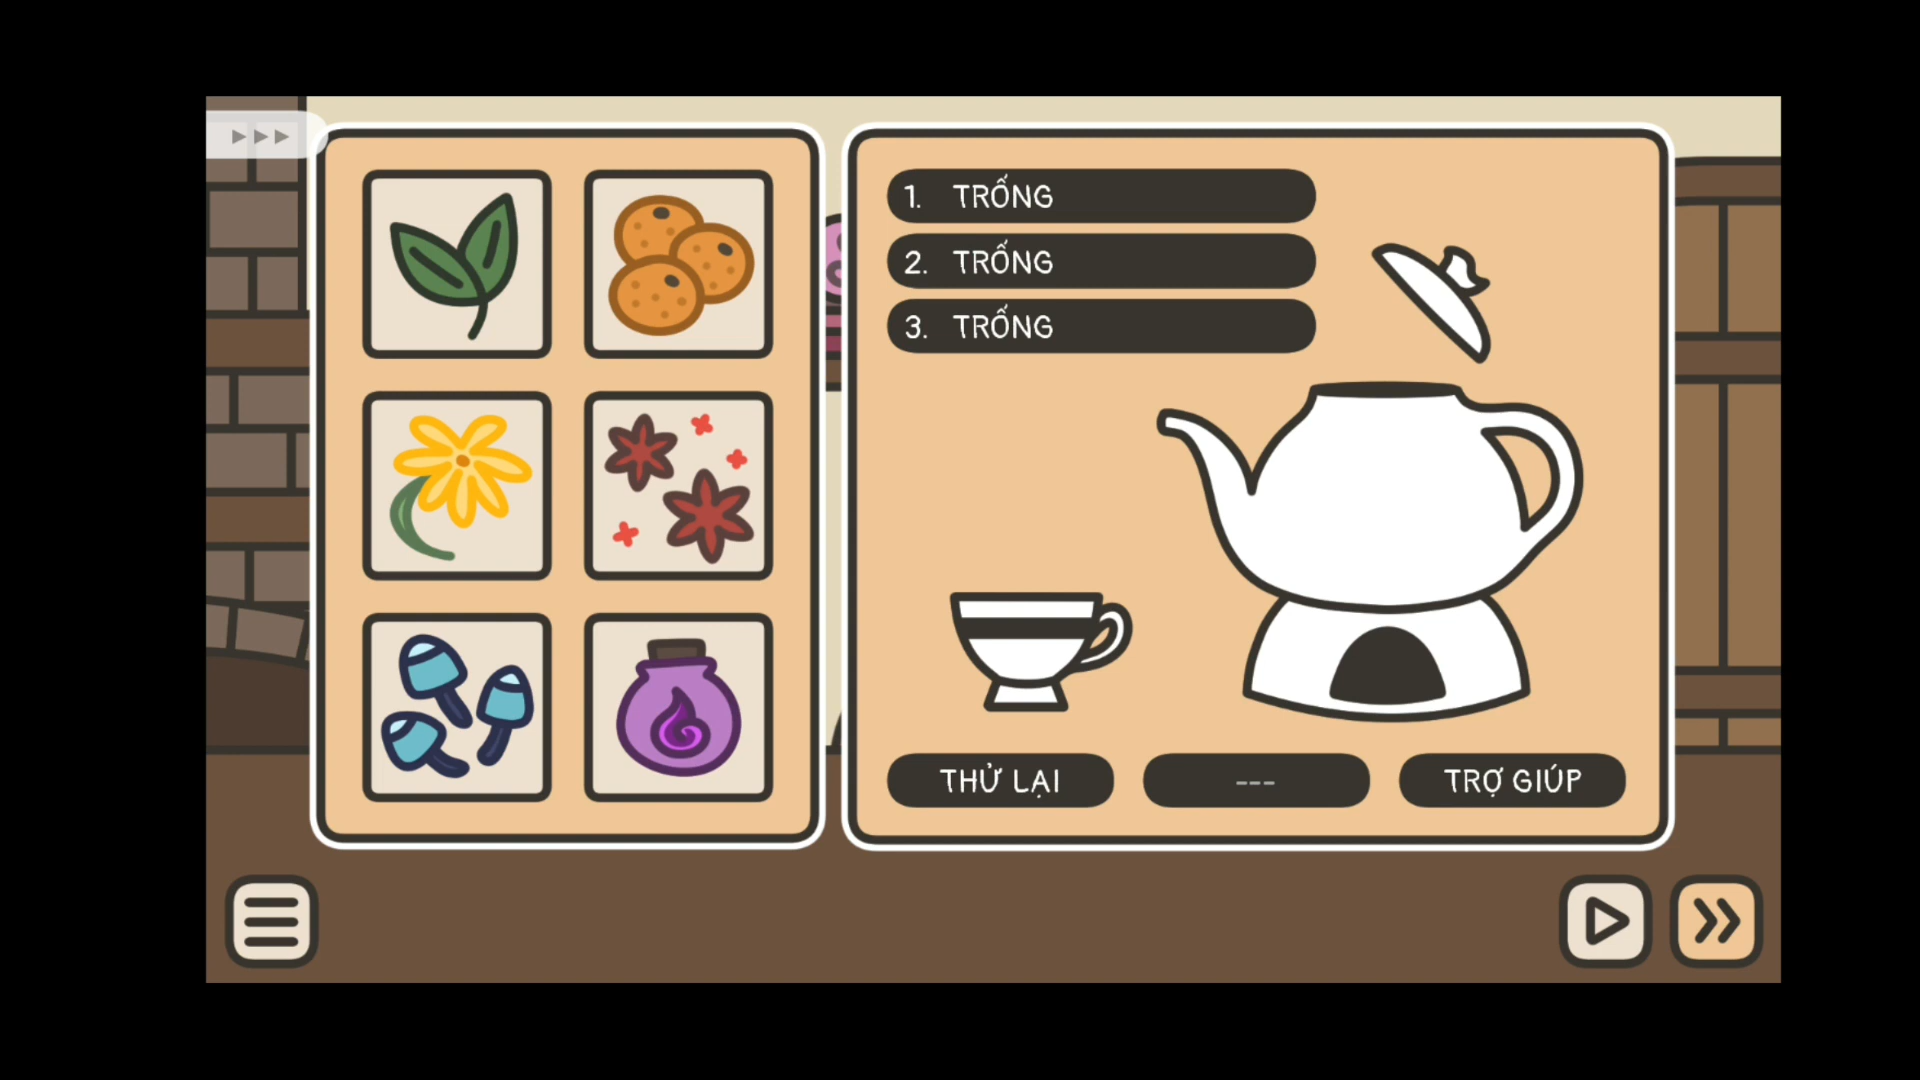 1. TRỐNG
2. TRỐNG
3. TRỐNG
THỬ LẠI
---
TRỢ GIÚP